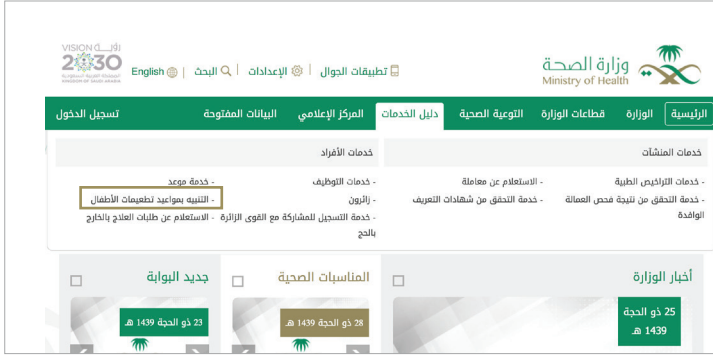 وزارة الصحة
Ministry of Health
تطبيقات الجوال | الإعدادات | البحث | English
VISION رؤيــة
2030
المملكة العربية السعودية
KINGDOM OF SAUDI ARABIA
الرئيسية الوزارة قطاعات الوزارة التوعية الصحية دليل الخدمات المركز الإعلامي البيانات المفتوحة تسجيل الدخول
خدمات المنشآت
- خدمات التراخيص الطبية
- خدمة التحقق من نتيجة فحص العمالة
الوافدة
- الاستعلام عن معاملة
- خدمة التحقق من شهادات التعريف
خدمات الأفراد
- خدمات التوظيف
- زائرون
- خدمة التسجيل للمشاركة مع القوى الزائرة
بالحج
- خدمة موعد
- التنبيه بمواعيد تطعيمات الأطفال
- الاستعلام عن طلبات العلاج بالخارج
أخبار الوزارة
25 ذو الحجة
1439 هـ
المناسبات الصحية
28 ذو الحجة 1439 هـ
جديد البوابة
23 ذو الحجة 1439 هـ